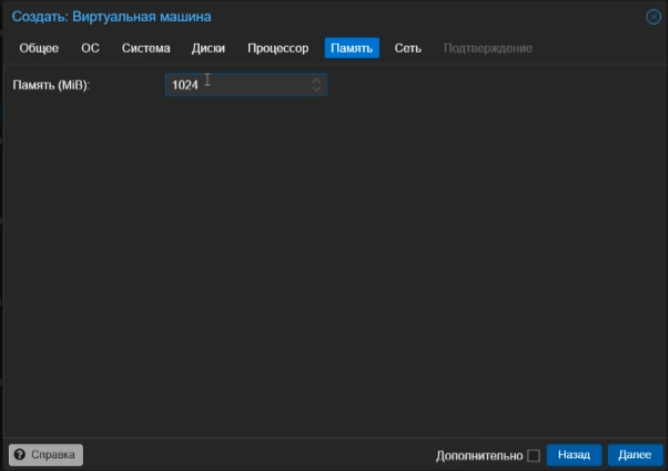 Создать: Виртуальная машина
Общее ОС Система Диски Процессор Память Сеть Подтверждение
Память (MiB): 1024
Справка Дополнительно Назад Далее